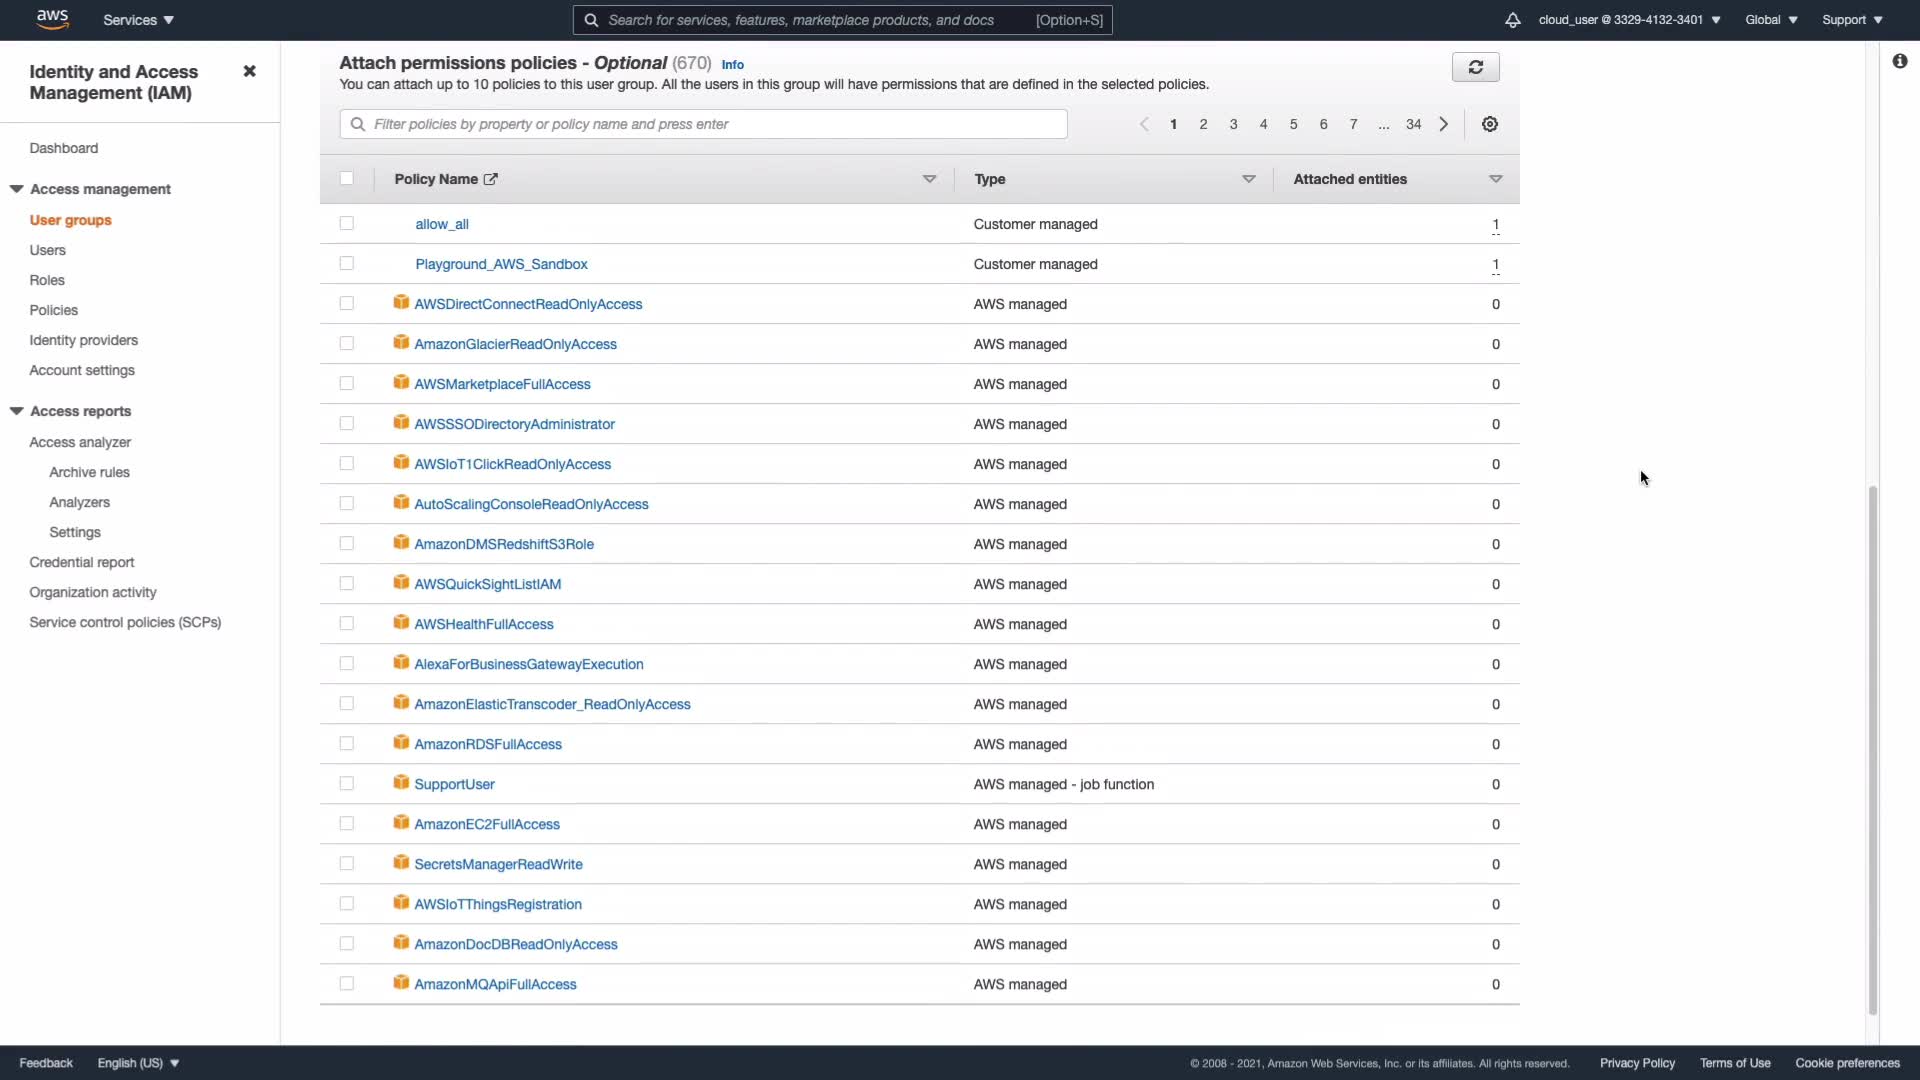 aws
Services
Search for services, features, marketplace products, and docs
[Option+S]
cloud_user @ 3329-4132-3401
Global
Support
Identity and Access
Management (IAM)
Dashboard
Access management
User groups
Users
Roles
Policies
Identity providers
Account settings
Access reports
Access analyzer
Archive rules
Analyzers
Settings
Credential report
Organization activity
Service control policies (SCPs)
Attach permissions policies - Optional (670) Info
You can attach up to 10 policies to this user group. All the users in this group will have permissions that are defined in the selected policies.
Filter policies by property or policy name and press enter
1 2 3 4 5 6 7 ... 34
Policy Name Type Attached entities
allow_all Customer managed 1
Playground_AWS_Sandbox Customer managed 1
AWSDirectConnectReadOnlyAccess AWS managed 0
AmazonGlacierReadOnlyAccess AWS managed 0
AWSMarketplaceFullAccess AWS managed 0
AWSSSODirectoryAdministrator AWS managed 0
AWSIoT1ClickReadOnlyAccess AWS managed 0
AutoScalingConsoleReadOnlyAccess AWS managed 0
AmazonDMSRedshiftS3Role AWS managed 0
AWSQuickSightListIAM AWS managed 0
AWSHealthFullAccess AWS managed 0
AlexaForBusinessGatewayExecution AWS managed 0
AmazonElasticTranscoder_ReadOnlyAccess AWS managed 0
AmazonRDSFullAccess AWS managed 0
SupportUser AWS managed - job function 0
AmazonEC2FullAccess AWS managed 0
SecretsManagerReadWrite AWS managed 0
AWSIoTThingsRegistration AWS managed 0
AmazonDocDBReadOnlyAccess AWS managed 0
AmazonMQApiFullAccess AWS managed 0
Feedback
English (US)
© 2008 - 2021, Amazon Web Services, Inc. or its affiliates. All rights reserved.
Privacy Policy
Terms of Use
Cookie preferences